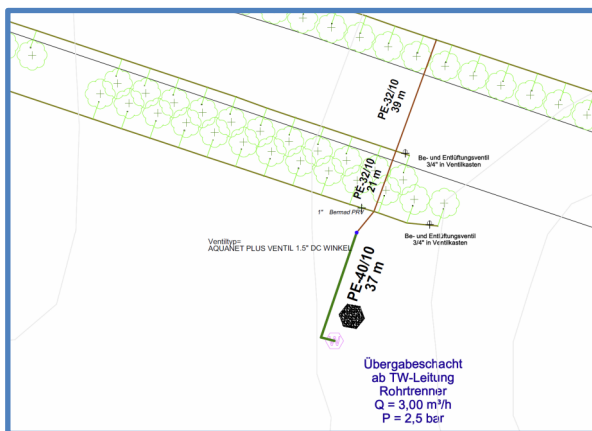 PE-32/10
39 m
Be- und Entlüftungsventil
3/4" in Ventilkasten
PE-32/10
21 m
1" Bermad PRV
Be- und Entlüftungsventil
3/4" in Ventilkasten
Ventiltyp=
AQUANET PLUS VENTIL 1.5" DC WINKEL
PE-40/10
37 m
Übergabeschacht
ab TW-Leitung
Rohrtrenner
Q = 3,00 m³/h
P = 2,5 bar